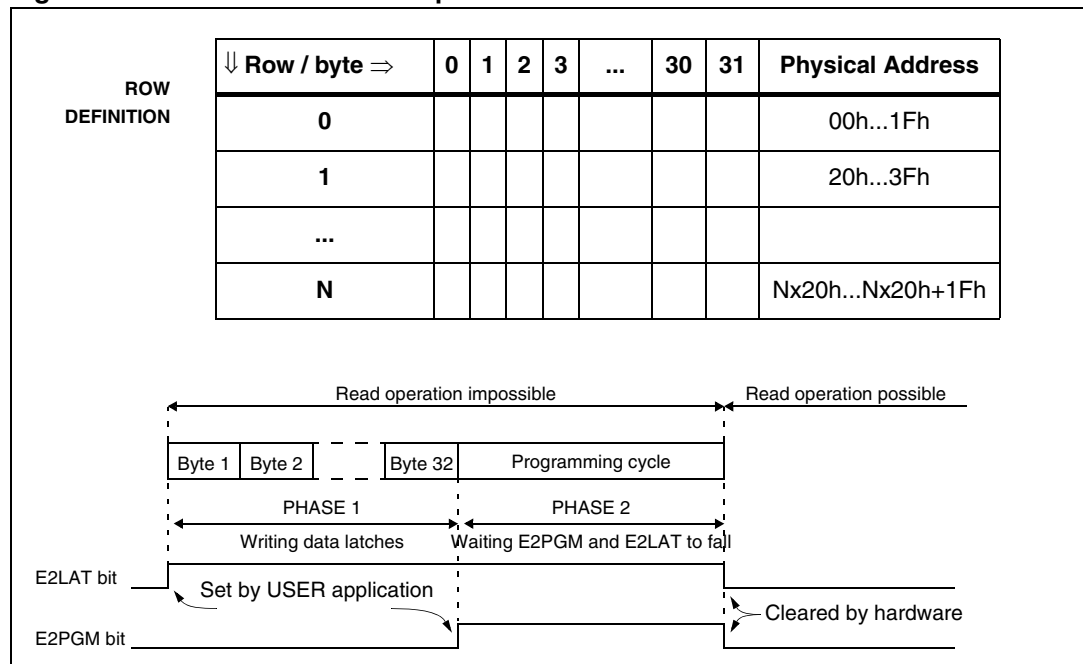 ROW
DEFINITION
⇓ Row / byte ⇒ 0 1 2 3 ... 30 31 Physical Address
0 00h...1Fh
1 20h...3Fh
...
N Nx20h...Nx20h+1Fh
Read operation impossible Read operation possible
Byte 1 Byte 2 Byte 32 Programming cycle
PHASE 1 PHASE 2
Writing data latches Waiting E2PGM and E2LAT to fall
E2LAT bit
Set by USER application
Cleared by hardware
E2PGM bit